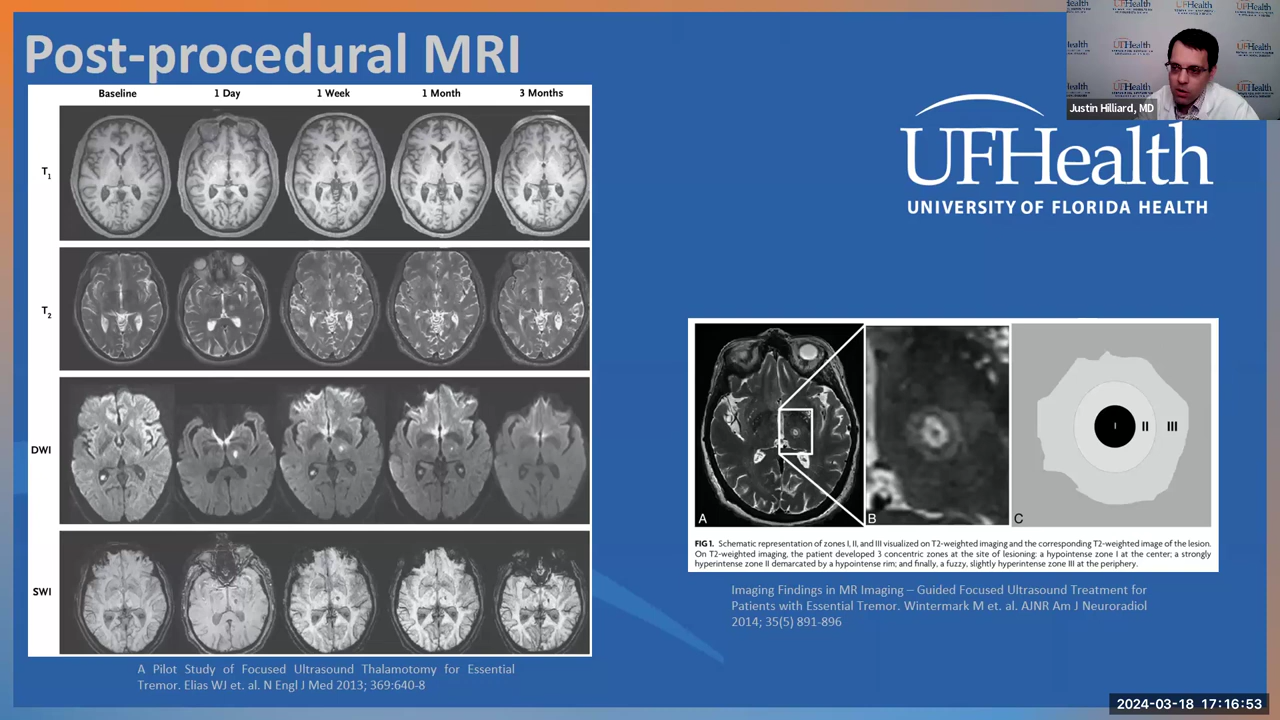 Post-procedural MRI
Baseline 1 Day 1 Week 1 Month 3 Months
T1
T2
DWI
SWI
A Pilot Study of Focused Ultrasound Thalamotomy for Essential
Tremor. Elias WJ et. al. N Engl J Med 2013; 369:640-8
UFHealth
Justin Hilliard, MD
UFHealth
UNIVERSITY OF FLORIDA HEALTH
A B C
I II III
FIG 1. Schematic representation of zones I, II, and III visualized on T2-weighted imaging and the corresponding T2-weighted image of the lesion.
On T2-weighted imaging, the patient developed 3 concentric zones at the site of lesioning: a hypointense zone I at the center; a strongly
hyperintense zone II demarcated by a hypointense rim; and finally, a fuzzy, slightly hyperintense zone III at the periphery.
Imaging Findings in MR Imaging – Guided Focused Ultrasound Treatment for
Patients with Essential Tremor. Wintermark M et. al. AJNR Am J Neuroradiol
2014; 35(5) 891-896
2024-03-18 17:16:53